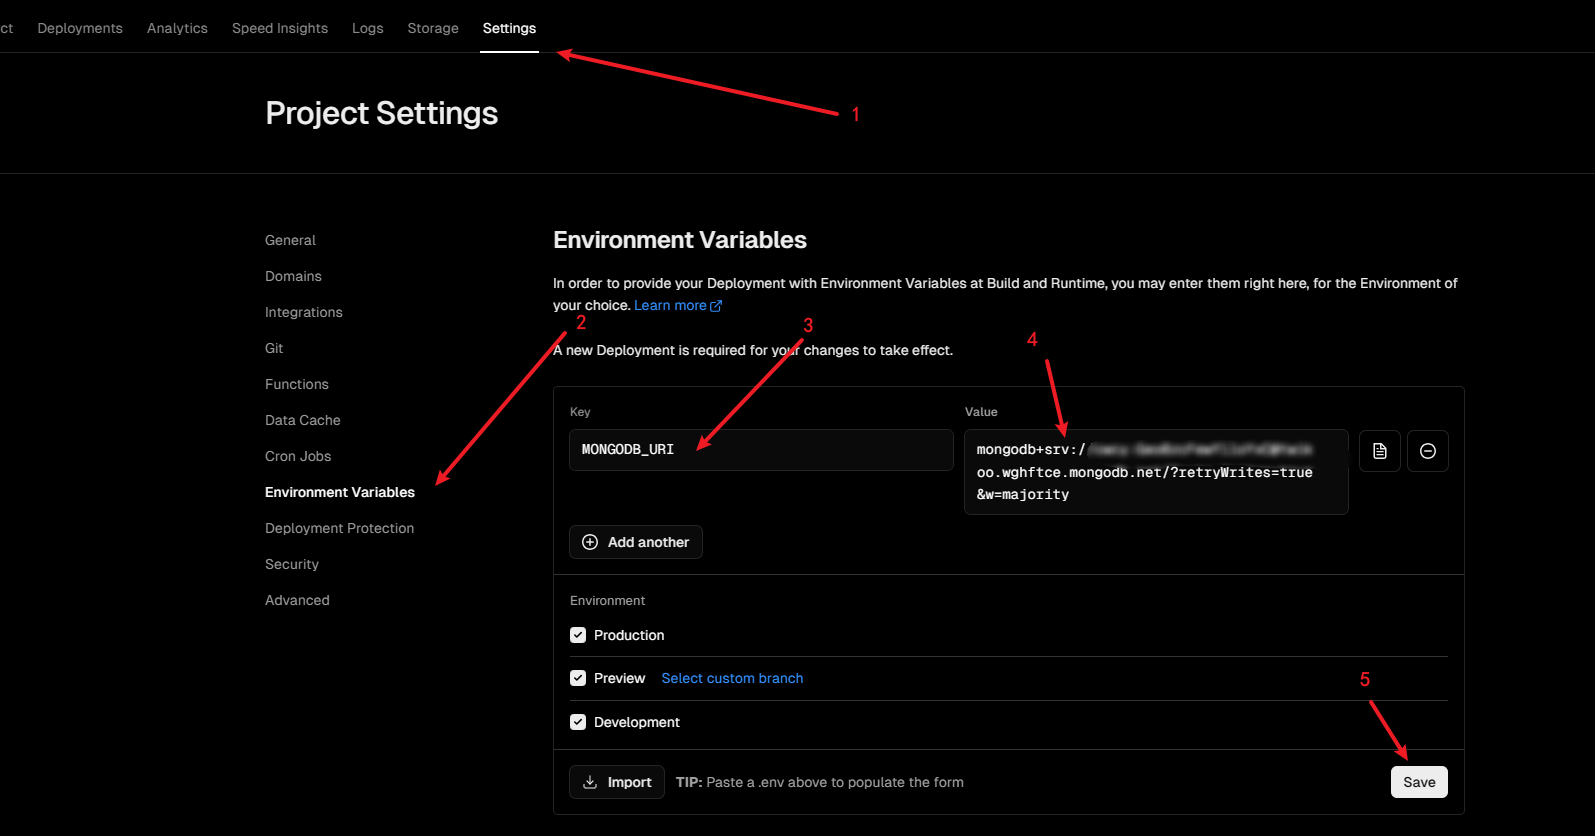 ct Deployments Analytics Speed Insights Logs Storage Settings
1
Project Settings
General
Domains
Integrations
Git
Functions
Data Cache
Cron Jobs
Environment Variables
Deployment Protection
Security
Advanced
2
Environment Variables
In order to provide your Deployment with Environment Variables at Build and Runtime, you may enter them right here, for the Environment of
your choice. Learn more
3
4
A new Deployment is required for your changes to take effect.
Key
Value
MONGODB_URI
mongodb+srv:/
oo.wghftce.mongodb.net/?retryWrites=true
&w=majority
Add another
Environment
Production
Preview Select custom branch
Development
5
Import TIP: Paste a .env above to populate the form
Save